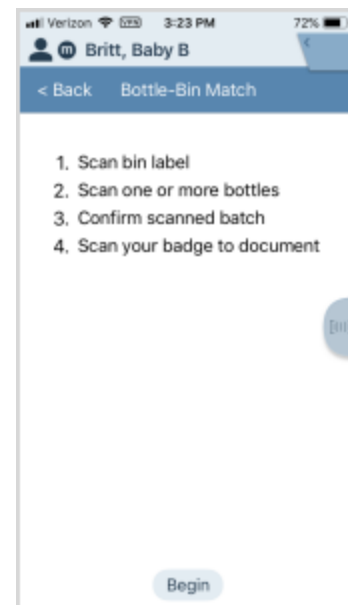 Verizon VPN 3:23 PM 72%
m Britt, Baby B
< Back Bottle-Bin Match
1. Scan bin label
2. Scan one or more bottles
3. Confirm scanned batch
4. Scan your badge to document
Begin